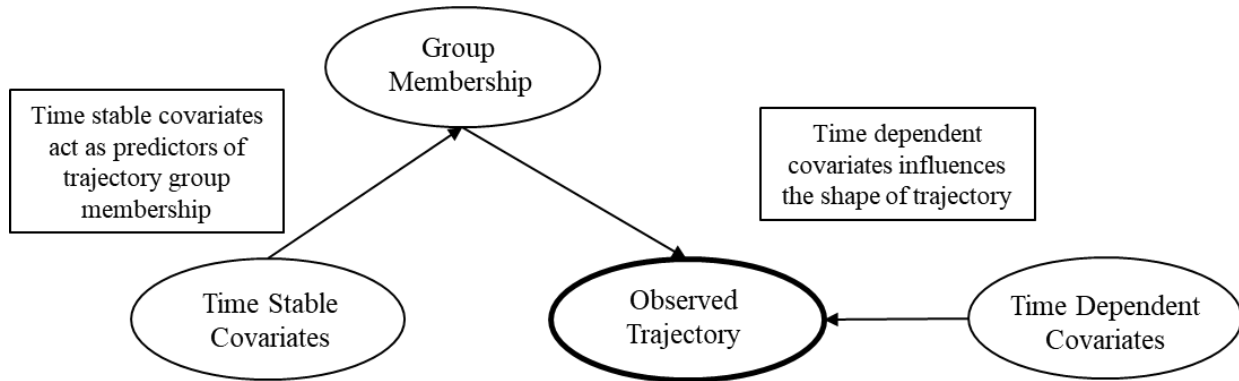 Group
Membership
Time stable covariates
act as predictors of
trajectory group
membership
Time dependent
covariates influences
the shape of trajectory
Time Stable
Covariates
Observed
Trajectory
Time Dependent
Covariates